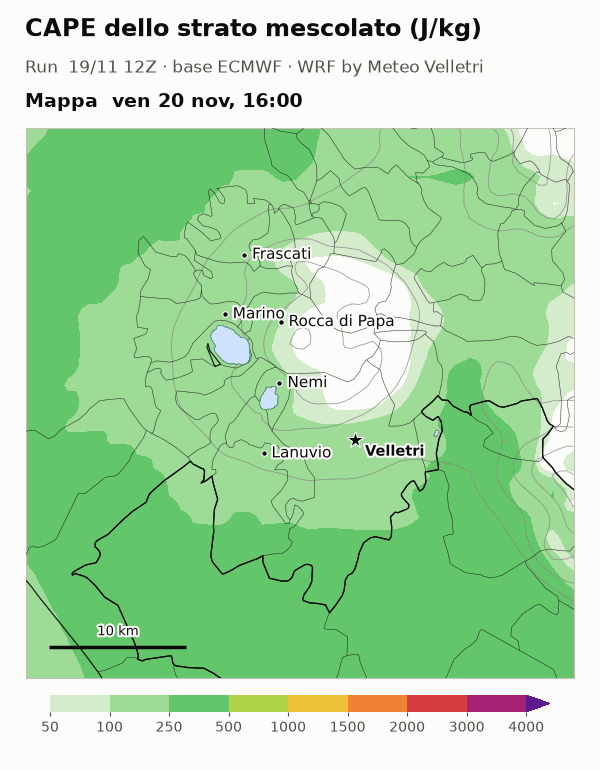 CAPE dello strato mescolato (J/kg)
Run  19/11 12Z · base ECMWF · WRF by Meteo Velletri
Mappa  ven 20 nov, 16:00
Frascati
Marino
Rocca di Papa
Nemi
Velletri
Lanuvio
10 km
50 100 250 500 1000 1500 2000 3000 4000